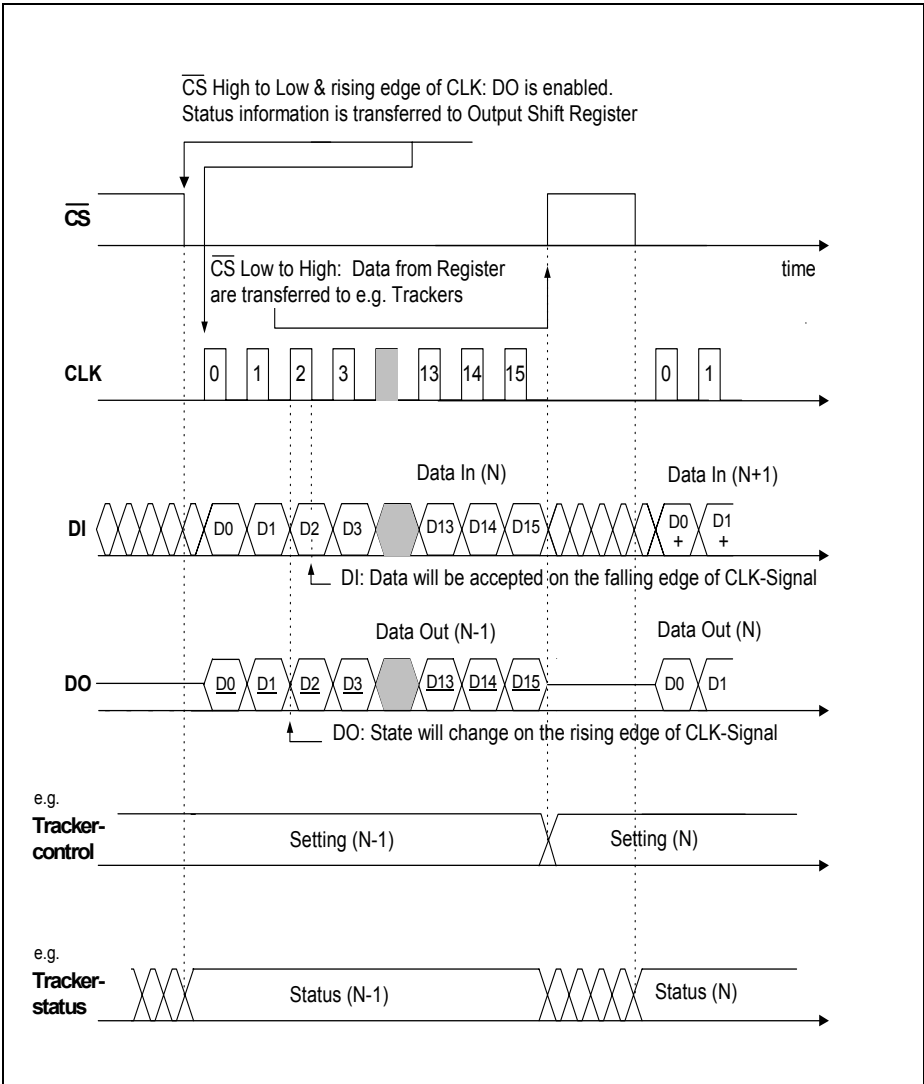 C̅S̅ High to Low & rising edge of CLK: DO is enabled.
Status information is transferred to Output Shift Register
C̅S̅
C̅S̅ Low to High: Data from Register
are transferred to e.g. Trackers
time
CLK
0 1 2 3 13 14 15 0 1
Data In (N) Data In (N+1)
DI
D0 D1 D2 D3 D13 D14 D15 D0 + D1 +
DI: Data will be accepted on the falling edge of CLK-Signal
Data Out (N-1) Data Out (N)
DO
D0 D1 D2 D3 D13 D14 D15 D0 D1
DO: State will change on the rising edge of CLK-Signal
e.g.
Tracker-
control
Setting (N-1) Setting (N)
e.g.
Tracker-
status
Status (N-1) Status (N)